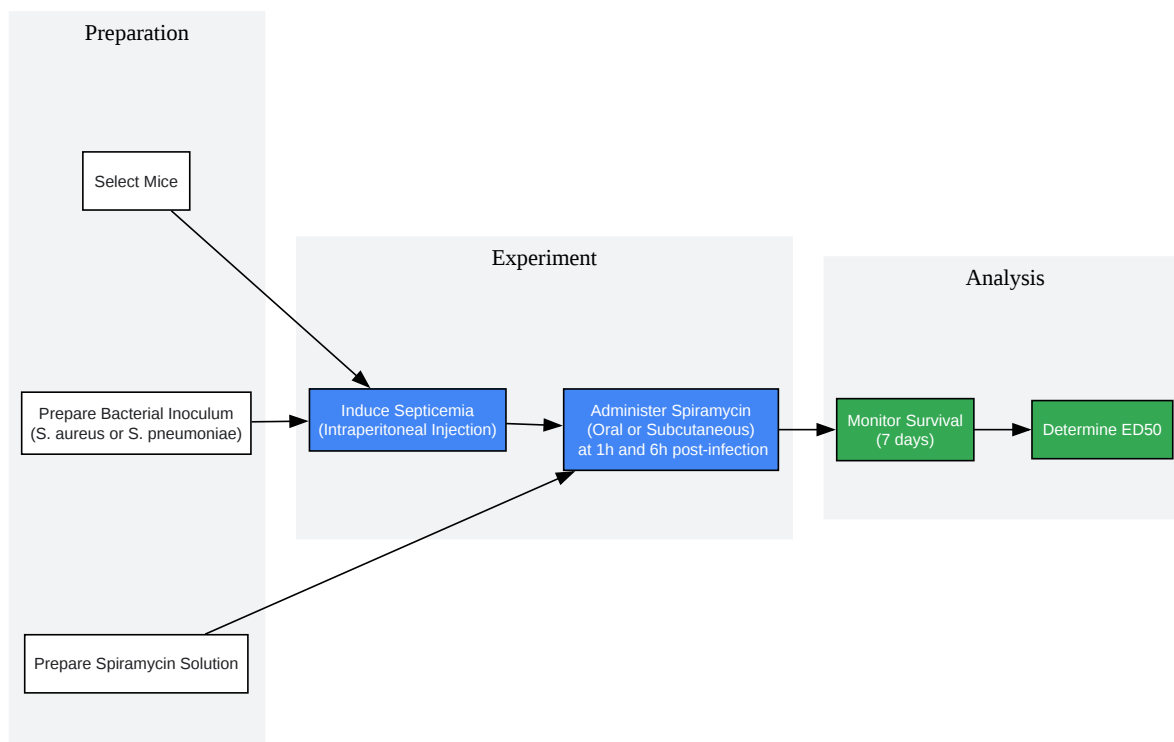 Preparation
Select Mice
Prepare Bacterial Inoculum
(S. aureus or S. pneumoniae)
Prepare Spiramycin Solution
Experiment
Induce Septicemia
(Intraperitoneal Injection)
Administer Spiramycin
(Oral or Subcutaneous)
at 1h and 6h post-infection
Analysis
Monitor Survival
(7 days)
Determine ED50